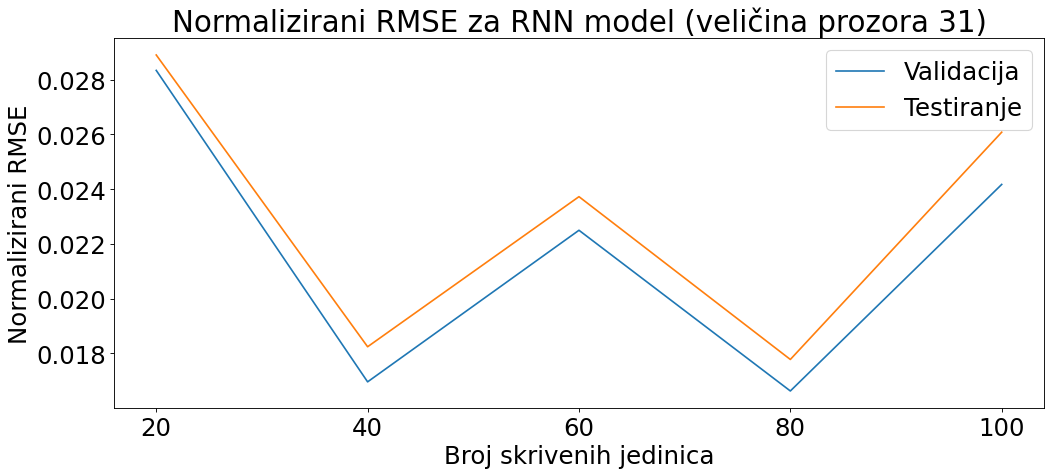 Normalizirani RMSE za RNN model (veličina prozora 31)
Validacija
Testiranje
Normalizirani RMSE
0.028
0.026
0.024
0.022
0.020
0.018
20 40 60 80 100
Broj skrivenih jedinica